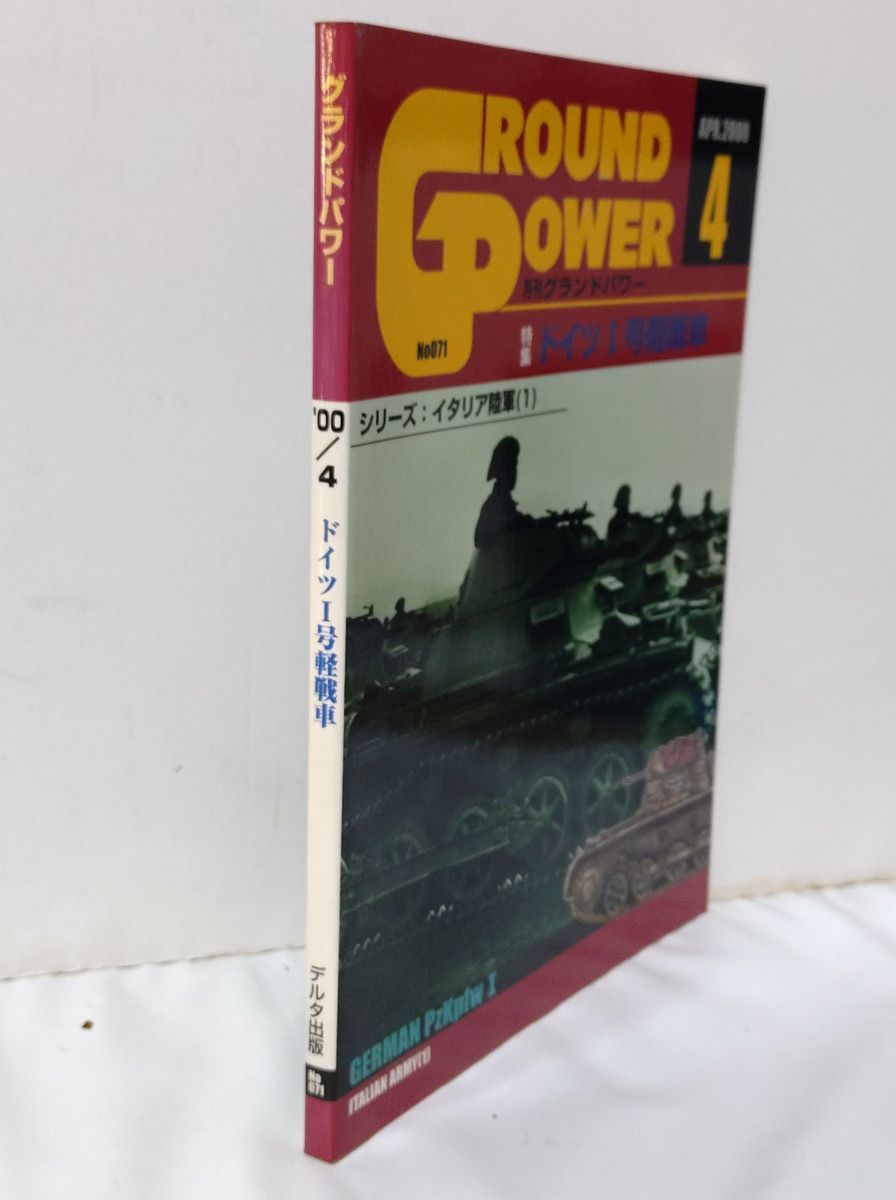 グランドパワー
'00/4
ドイツⅠ号軽戦車
デルタ出版
No
071
GROUND
POWER
APR.2000
4
月刊グランドパワー
No071
特集 ドイツⅠ号軽戦車
シリーズ:イタリア陸軍(1)
GERMAN PzKpfw I
ITALIAN ARMY(1)